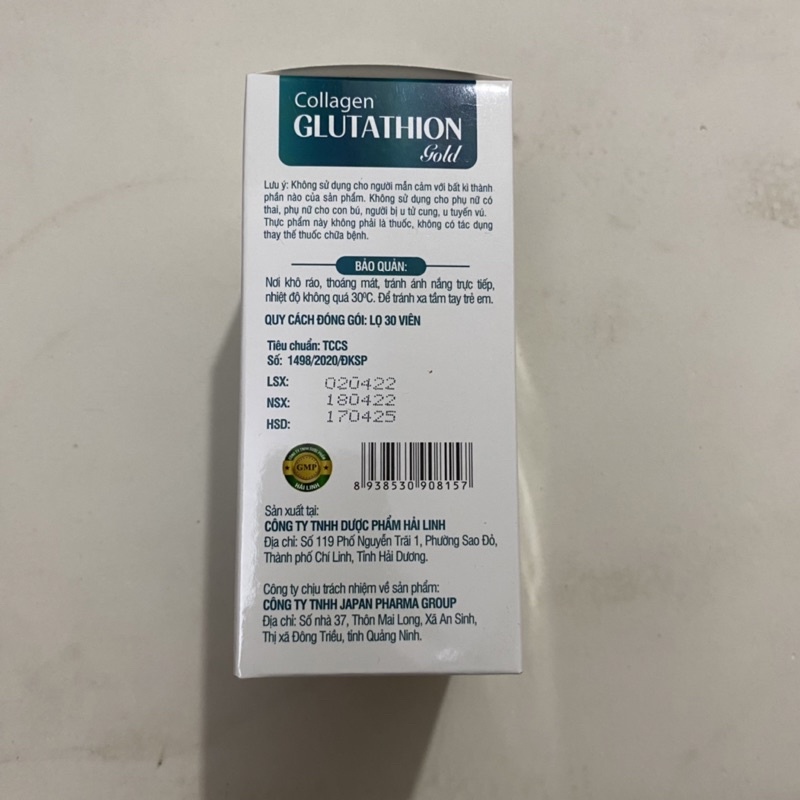 Collagen
GLUTATHION
Gold
Lưu ý: Không sử dụng cho người mẫn cảm với bất kì thành
phần nào của sản phẩm. Không sử dụng cho phụ nữ có
thai, phụ nữ cho con bú, người bị u tử cung, u tuyến vú.
Thực phẩm này không phải là thuốc, không có tác dụng
thay thế thuốc chữa bệnh.
BẢO QUẢN:
Nơi khô ráo, thoáng mát, tránh ánh nắng trực tiếp,
nhiệt độ không quá 30ºC. Để tránh xa tầm tay trẻ em.
QUY CÁCH ĐÓNG GÓI: LỌ 30 VIÊN
Tiêu chuẩn: TCCS
Số: 1498/2020/ĐKSP
LSX: 020422
NSX: 180422
HSD: 170425
GMP
HẢI LINH
8 938530 908157
Sản xuất tại:
CÔNG TY TNHH DƯỢC PHẨM HẢI LINH
Địa chỉ: Số 119 Phố Nguyễn Trãi 1, Phường Sao Đỏ,
Thành phố Chí Linh, Tỉnh Hải Dương.
Công ty chịu trách nhiệm về sản phẩm:
CÔNG TY TNHH JAPAN PHARMA GROUP
Địa chỉ: Số nhà 37, Thôn Mai Long, Xã An Sinh,
Thị xã Đông Triều, tỉnh Quảng Ninh.